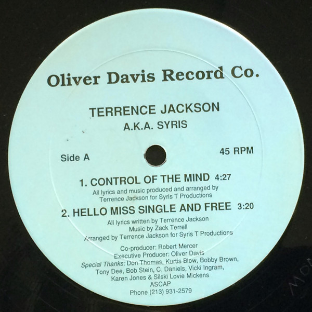 Oliver Davis Record Co.
TERRENCE JACKSON
A.K.A. SYRIS
Side A
45 RPM
1. CONTROL OF THE MIND 4:27
All lyrics and music produced and arranged by
Terrence Jackson for Syris T Productions
2. HELLO MISS SINGLE AND FREE 3:20
All lyrics written by Terrence Jackson
Music by Zack Terrell
Arranged by Terrence Jackson for Syris T Productions
Co-producer: Robert Mercer
Executive Producer: Oliver Davis
Special Thanks: Don Thomas, Kurtis Blow, Bobby Brown,
Tony Dee, Bob Stein, C. Daniels, Vicki Ingram,
Karen Jones & Silski Lovie Mickens
ASCAP
Phone (213) 931-2579